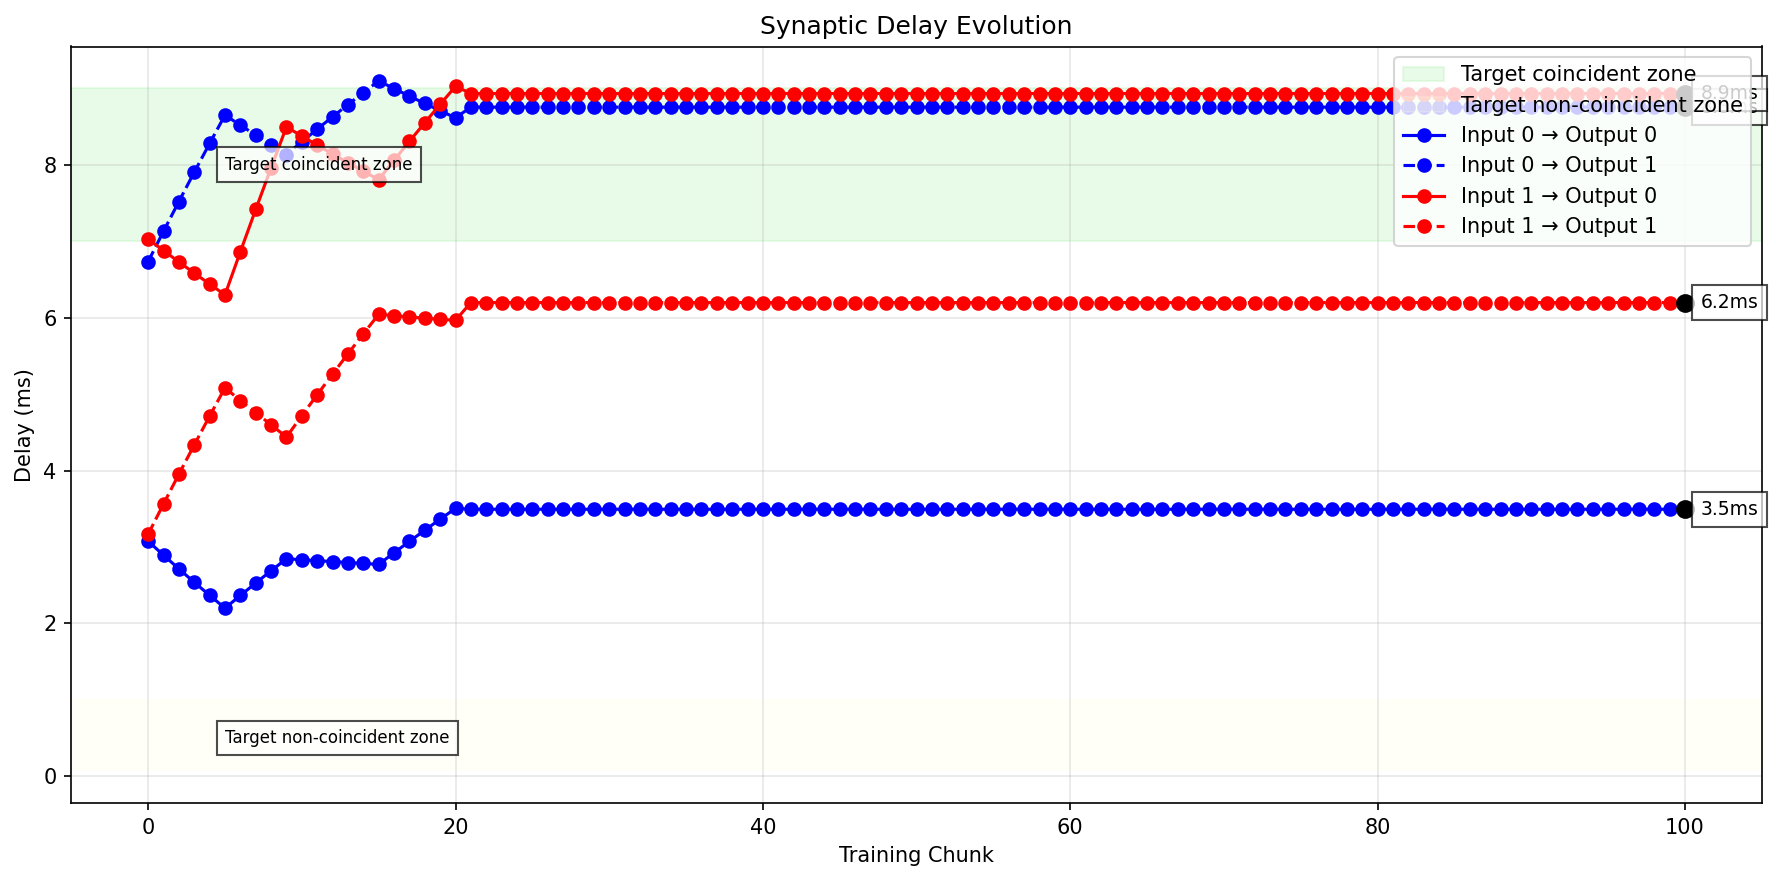 Synaptic Delay Evolution
Target coincident zone
Target non-coincident zone
Input 0 → Output 0
Input 0 → Output 1
Input 1 → Output 0
Input 1 → Output 1
8.9ms
Target coincident zone
6.2ms
3.5ms
Target non-coincident zone
Delay (ms)
8
6
4
2
0
0 20 40 60 80 100
Training Chunk